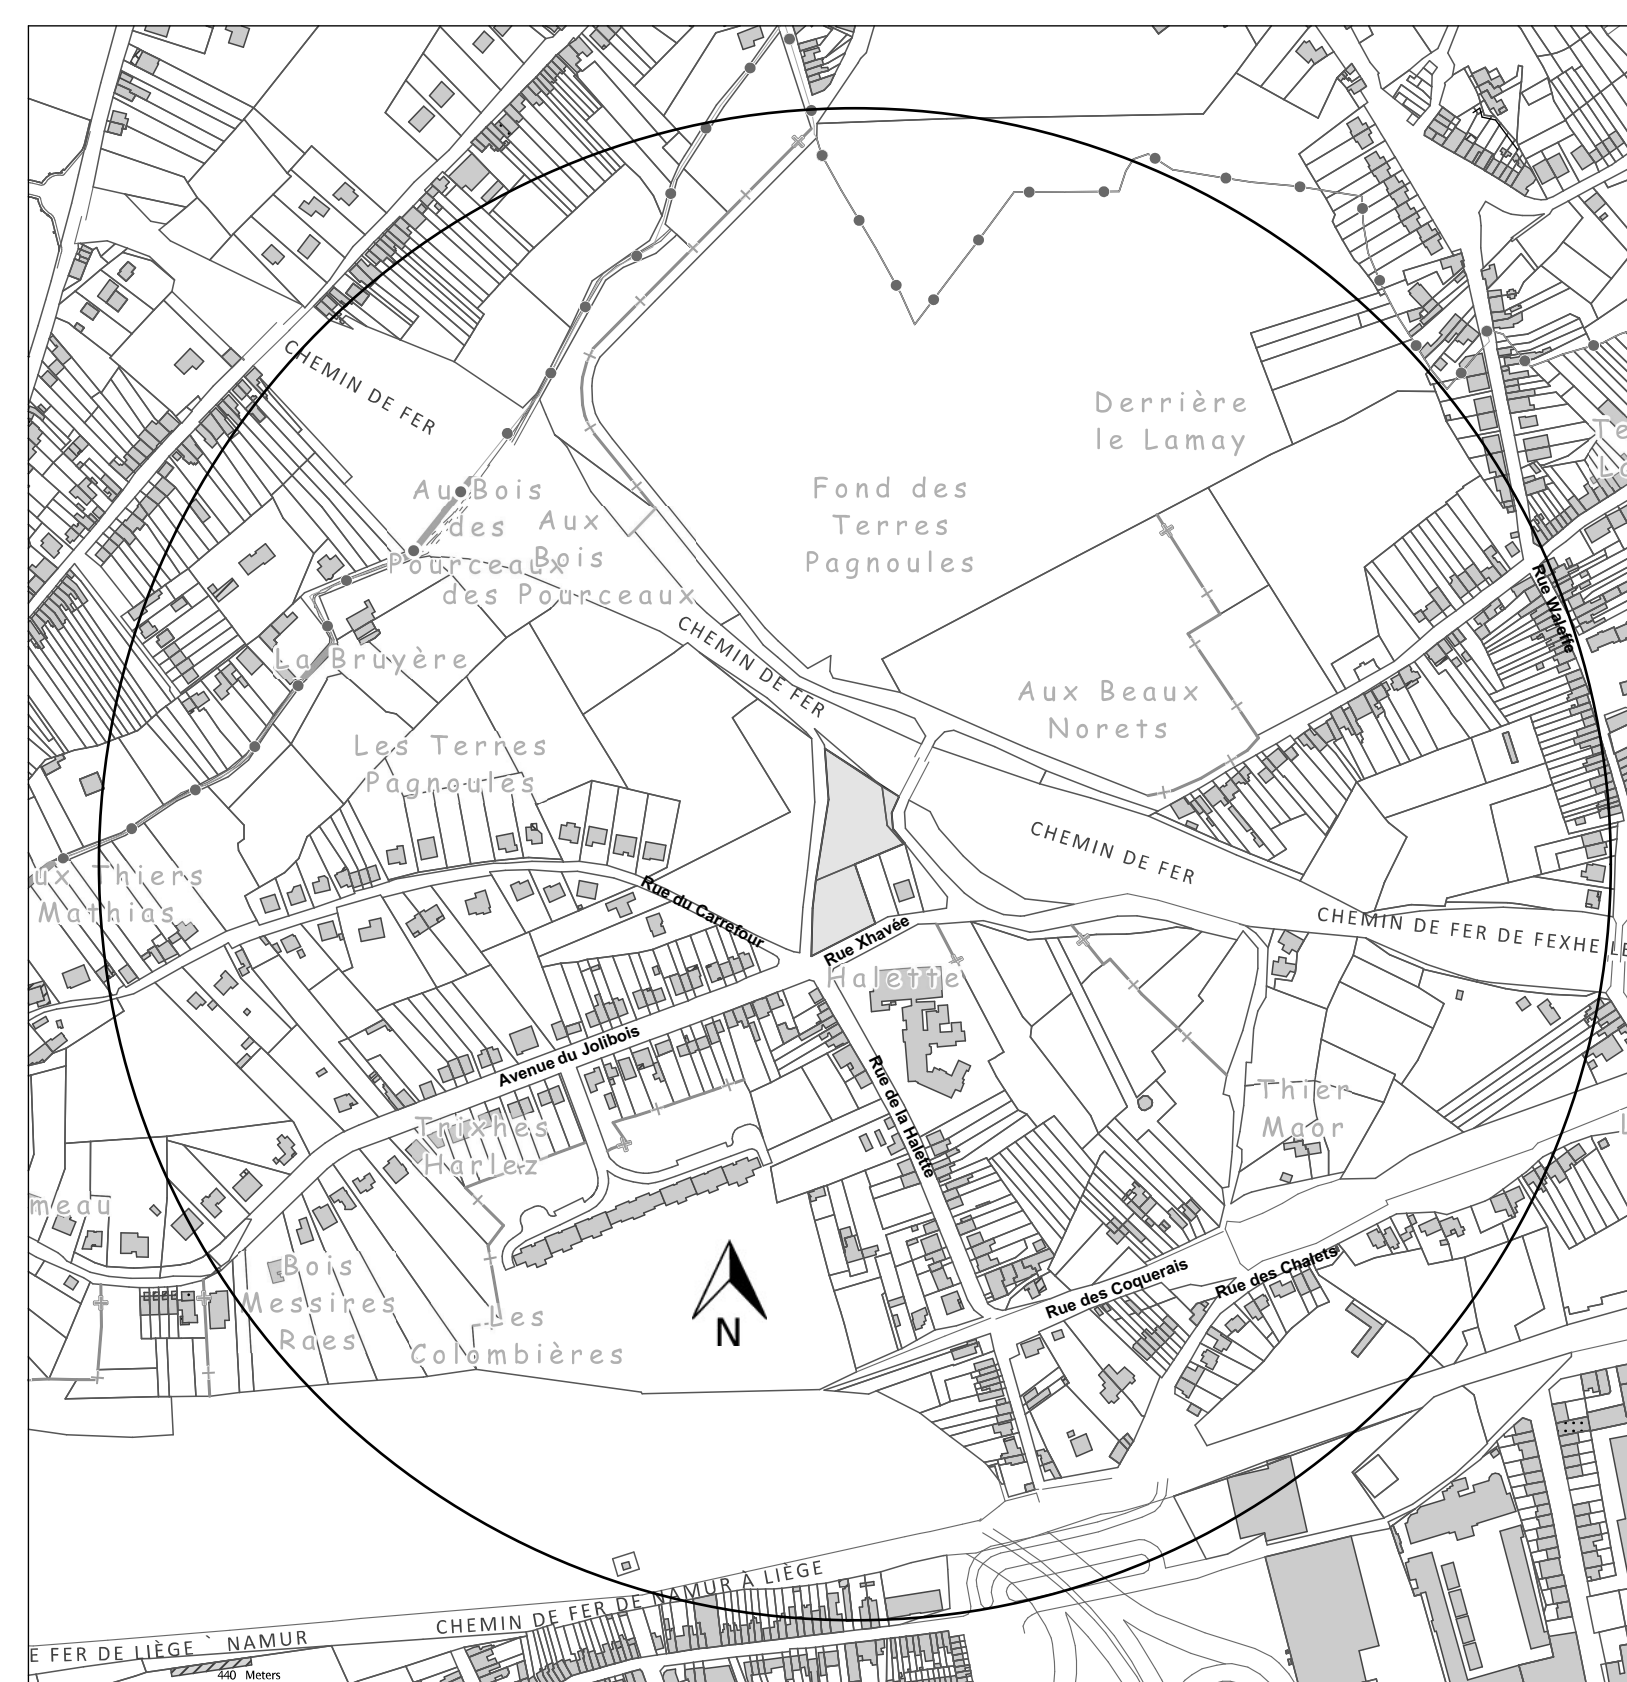 CHEMIN DE FER
Derrière
le Lamay
Au Bois
des
Pourceaux
Aux
Bois
des Pourceaux
Fond des
Terres
Pagnoules
CHEMIN DE FER
Rue Waleffe
La Bruyère
Aux Beaux
Norets
Les Terres
Pagnoules
CHEMIN DE FER
ux Thiers
Mathias
Rue du Carrefour
Rue Xhavée
CHEMIN DE FER DE FEXHE LE
Halette
Avenue du Jolibois
Rue de la Halette
Thier
Maor
Trixhes
Harlez
meau
Bois
Messires
Raes
Les
Colombières
N
Rue des Coquerais
Rue des Chalets
CHEMIN DE FER DE NAMUR À LIÈGE
E FER DE LIÈGE ` NAMUR
440 Meters